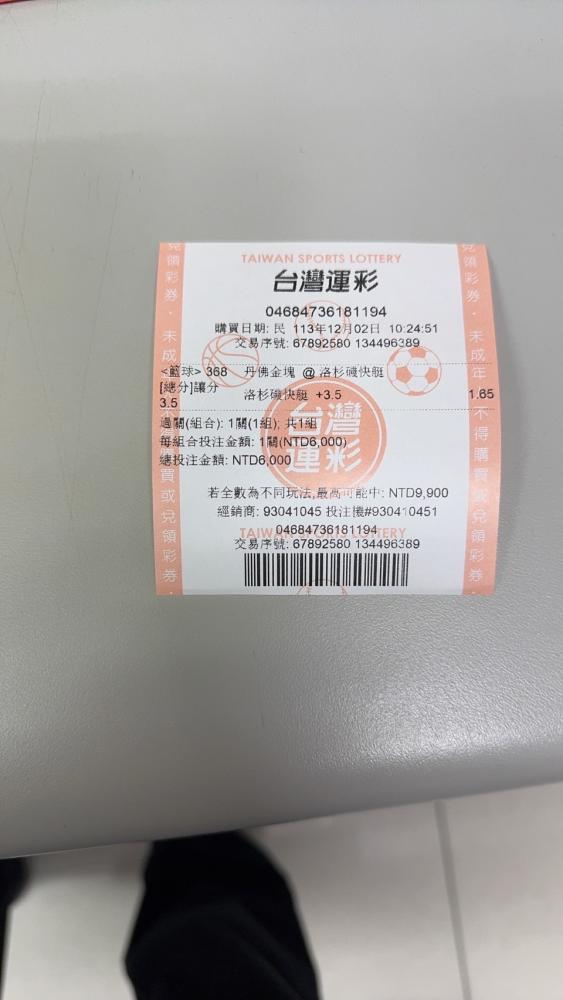 TAIWAN SPORTS LOTTERY
台灣運彩
04684736181194
購買日期: 民 113年12月02日 10:24:51
交易序號: 67892580 134496389
<籃球> 368 丹佛金塊 @ 洛杉磯快艇
[總分]讓分
3.5 洛杉磯快艇 +3.5 1.65
過關(組合): 1關(1組); 共1組
每組合投注金額: 1關(NTD6,000)
總投注金額: NTD6,000
台灣運彩
若全數為不同玩法,最高可能中: NTD9,900
經銷商: 93041045 投注機#930410451
04684736181194
TAIWAN SPORTS LOTTERY
交易序號: 67892580 134496389
兌領彩券・未成年 不得購買或兌領彩券・
兌領彩券・未成年 不得購買或兌領彩券・